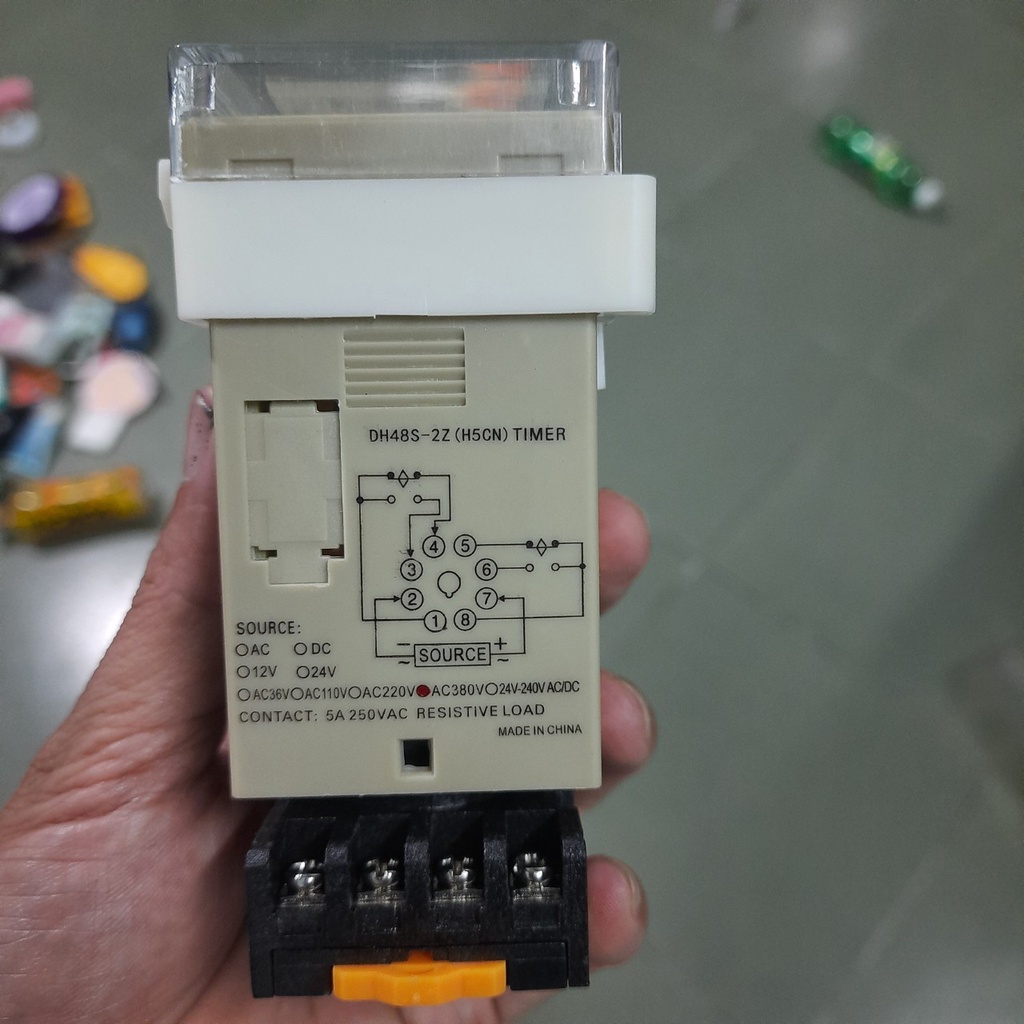 DH48S-2Z (H5CN) TIMER
4 5
3 6
2 7
1 8
− +
~ SOURCE ~
SOURCE:
AC DC
12V 24V
AC36V AC110V AC220V AC380V 24V-240V AC/DC
CONTACT: 5A 250VAC RESISTIVE LOAD
MADE IN CHINA